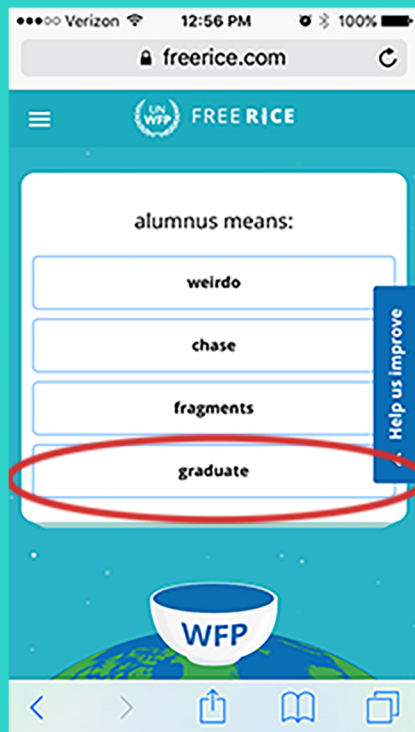 Verizon 12:56 PM 100%
freerice.com
UN WFP FREE RICE
alumnus means:
weirdo
chase
fragments
graduate
Help us improve
WFP